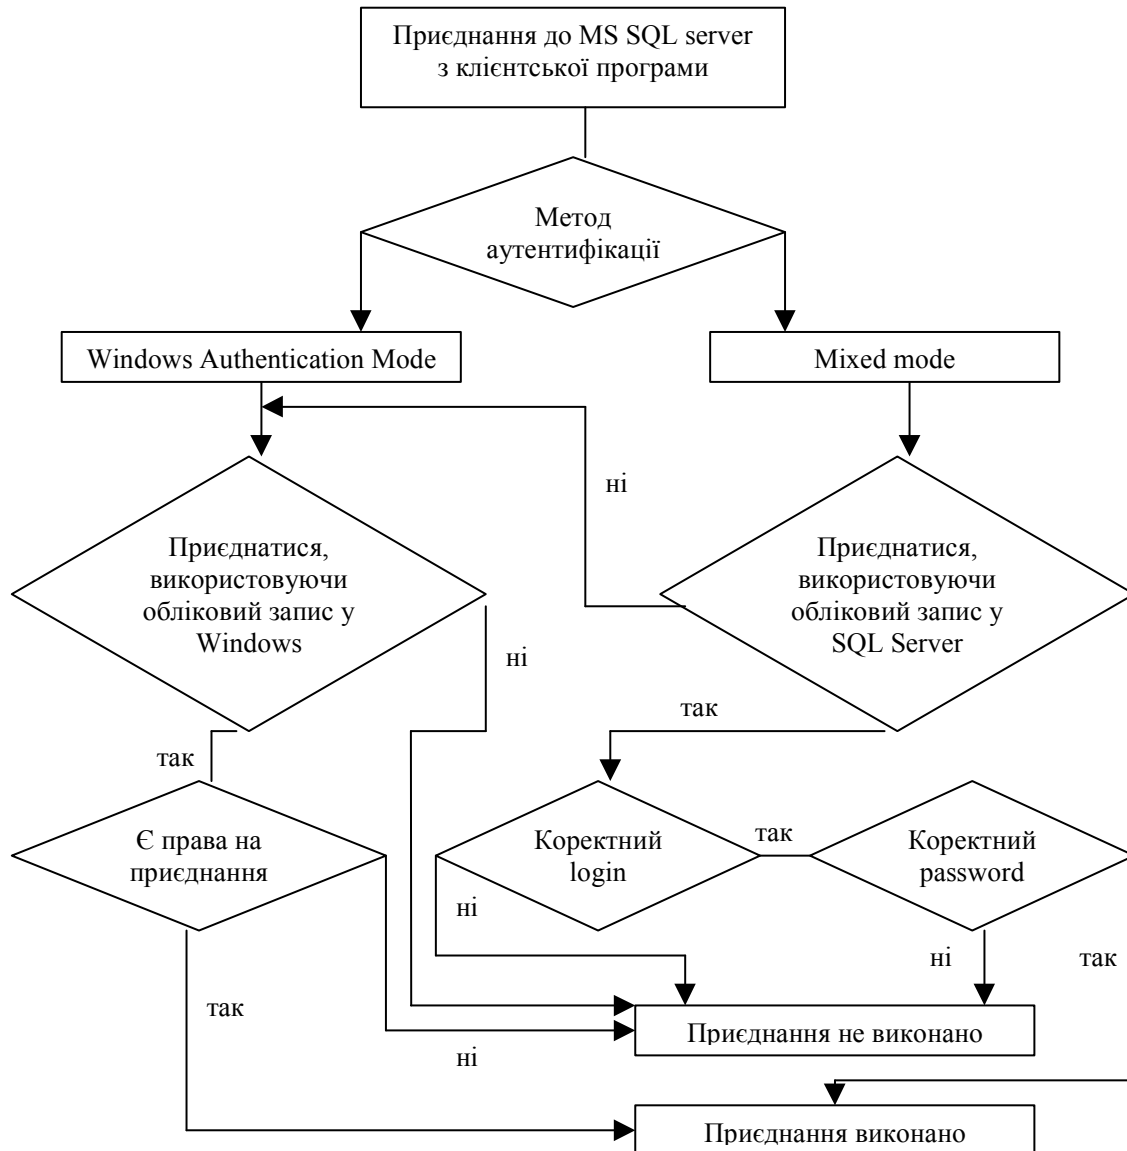 Приєднання до MS SQL server
з клієнтської програми
Метод
аутентифікації
Windows Authentication Mode
Mixed mode
ні
Приєднатися,
використовуючи
обліковий запис у
Windows
Приєднатися,
використовуючи
обліковий запис у
SQL Server
ні
так
так
Є права на
приєднання
Коректний
login
так
Коректний
password
ні
ні
так
так
Приєднання не виконано
ні
Приєднання виконано